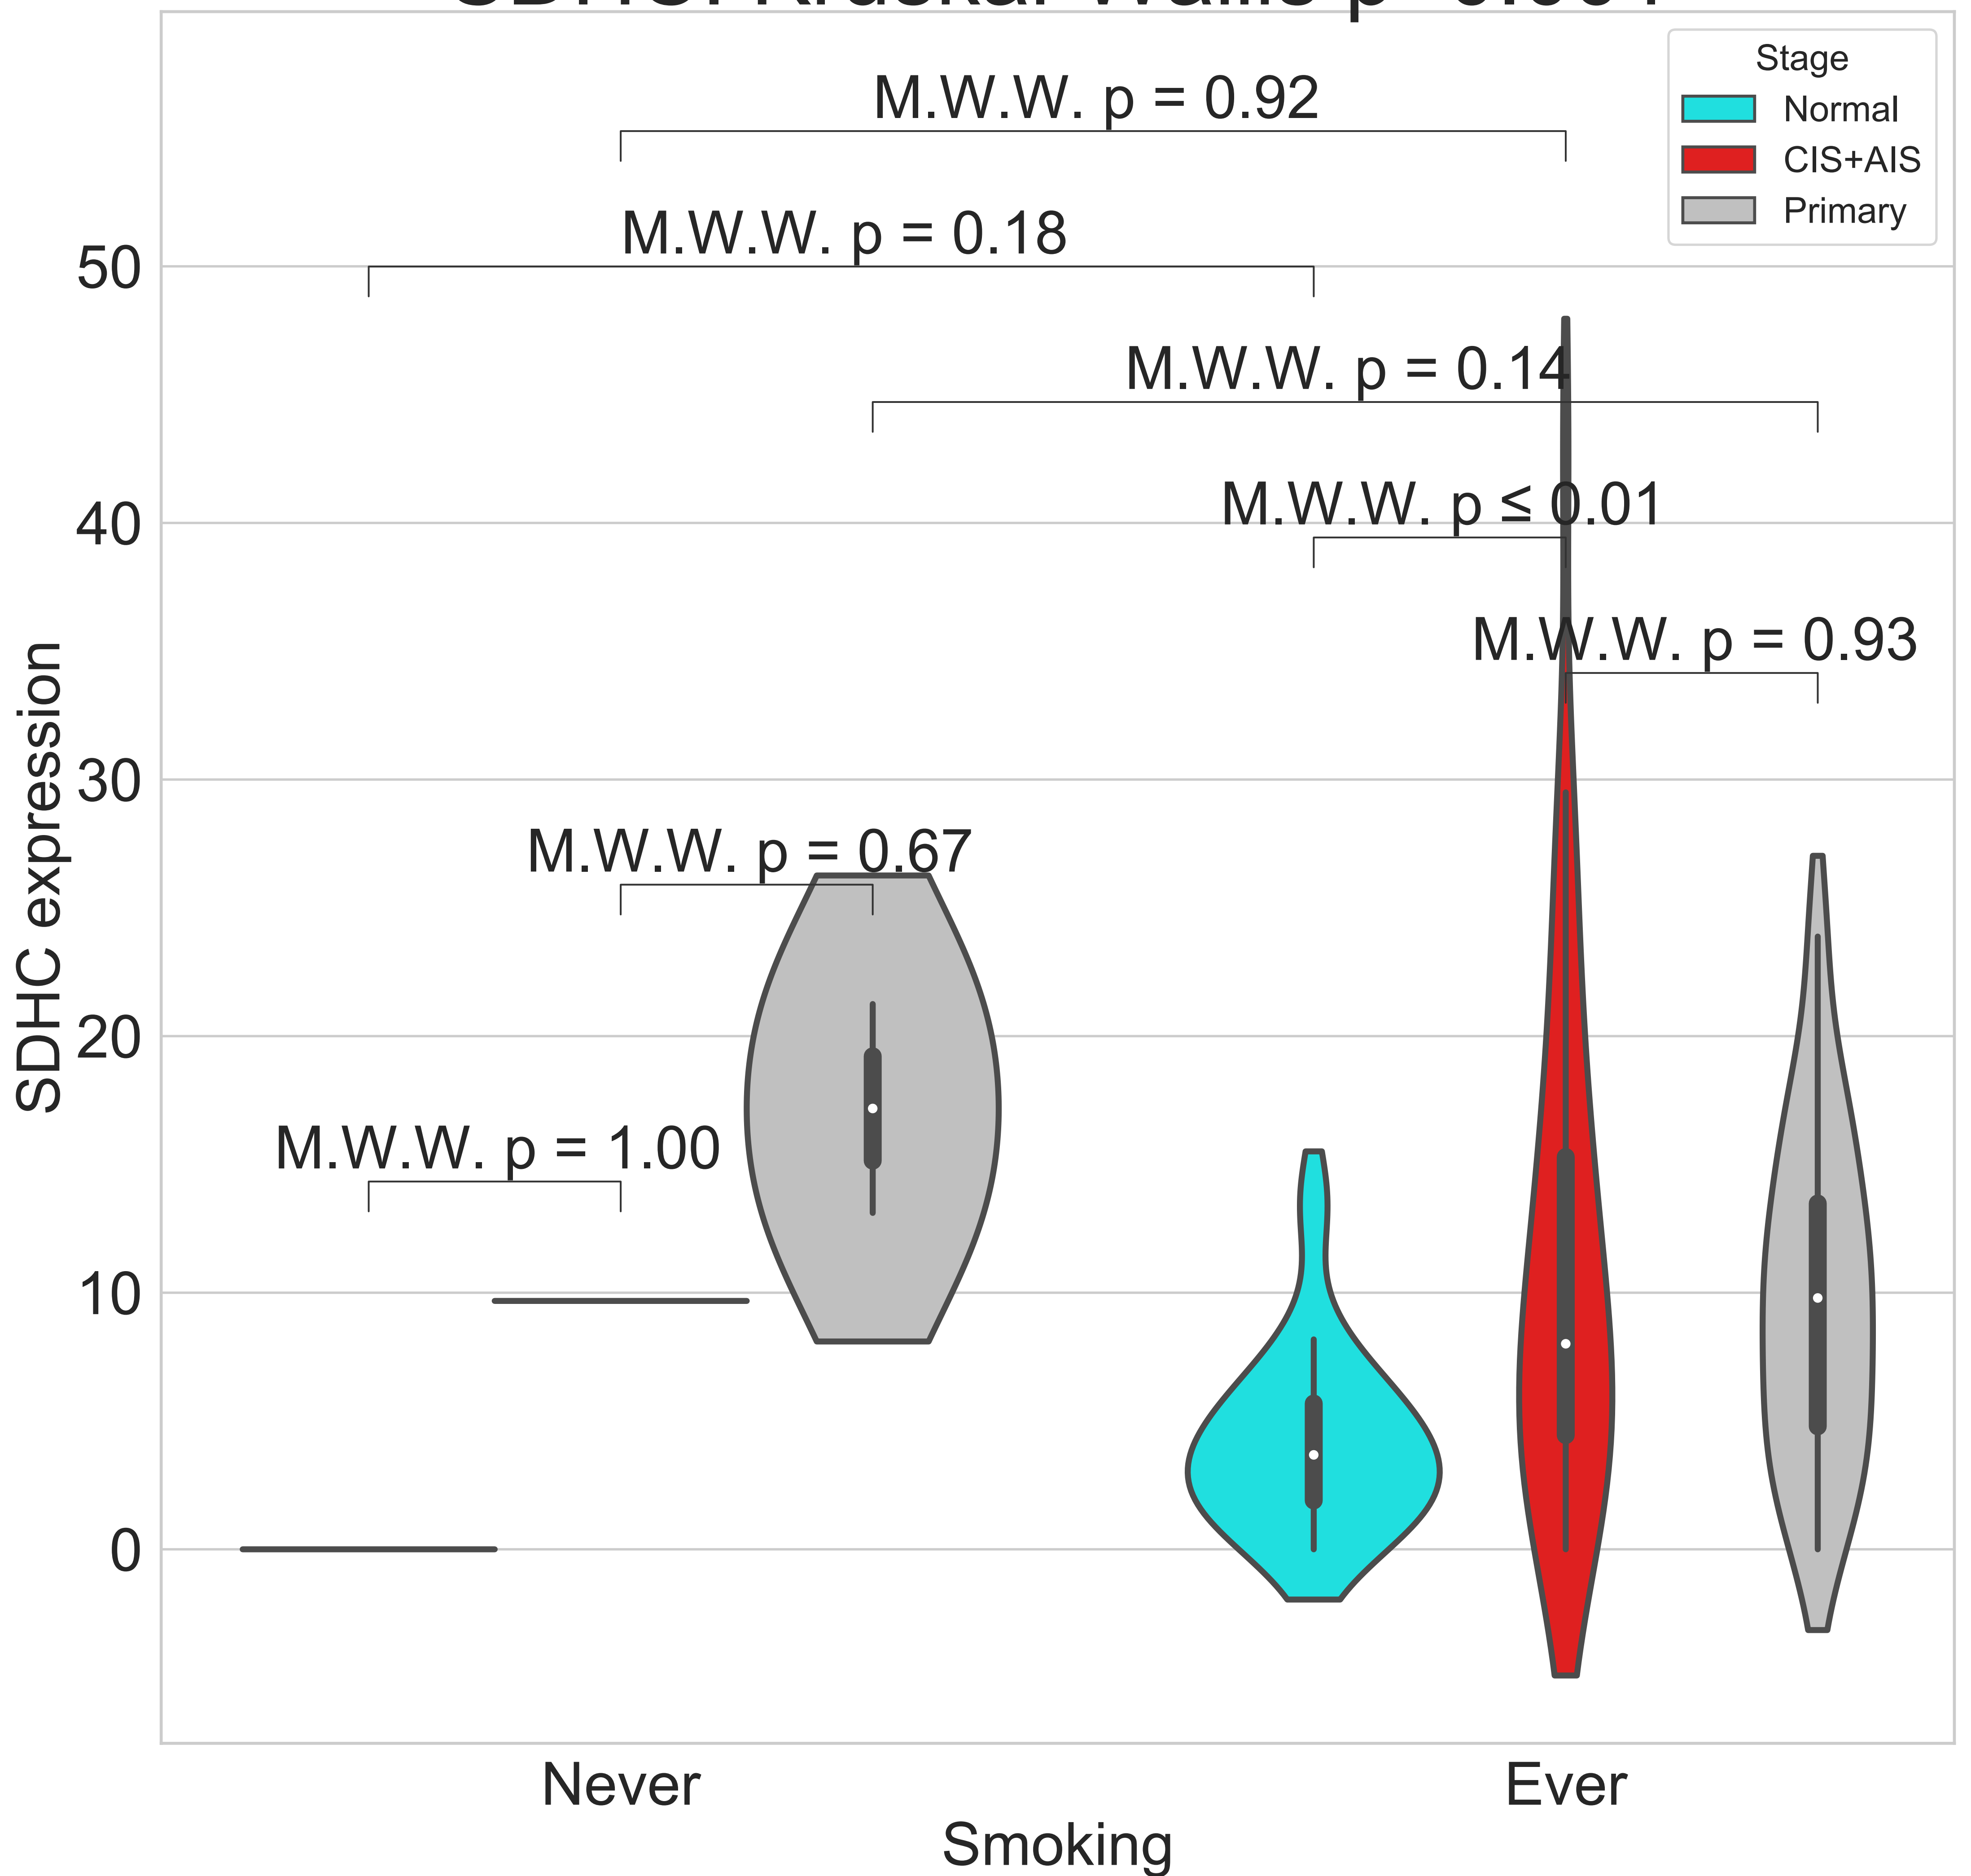 Stage
Normal
CIS+AIS
Primary
M.W.W. p = 0.92
M.W.W. p = 0.18
M.W.W. p = 0.14
M.W.W. p ≤ 0.01
M.W.W. p = 0.93
M.W.W. p = 0.67
M.W.W. p = 1.00
50
40
30
20
10
0
SDHC expression
Never
Ever
Smoking